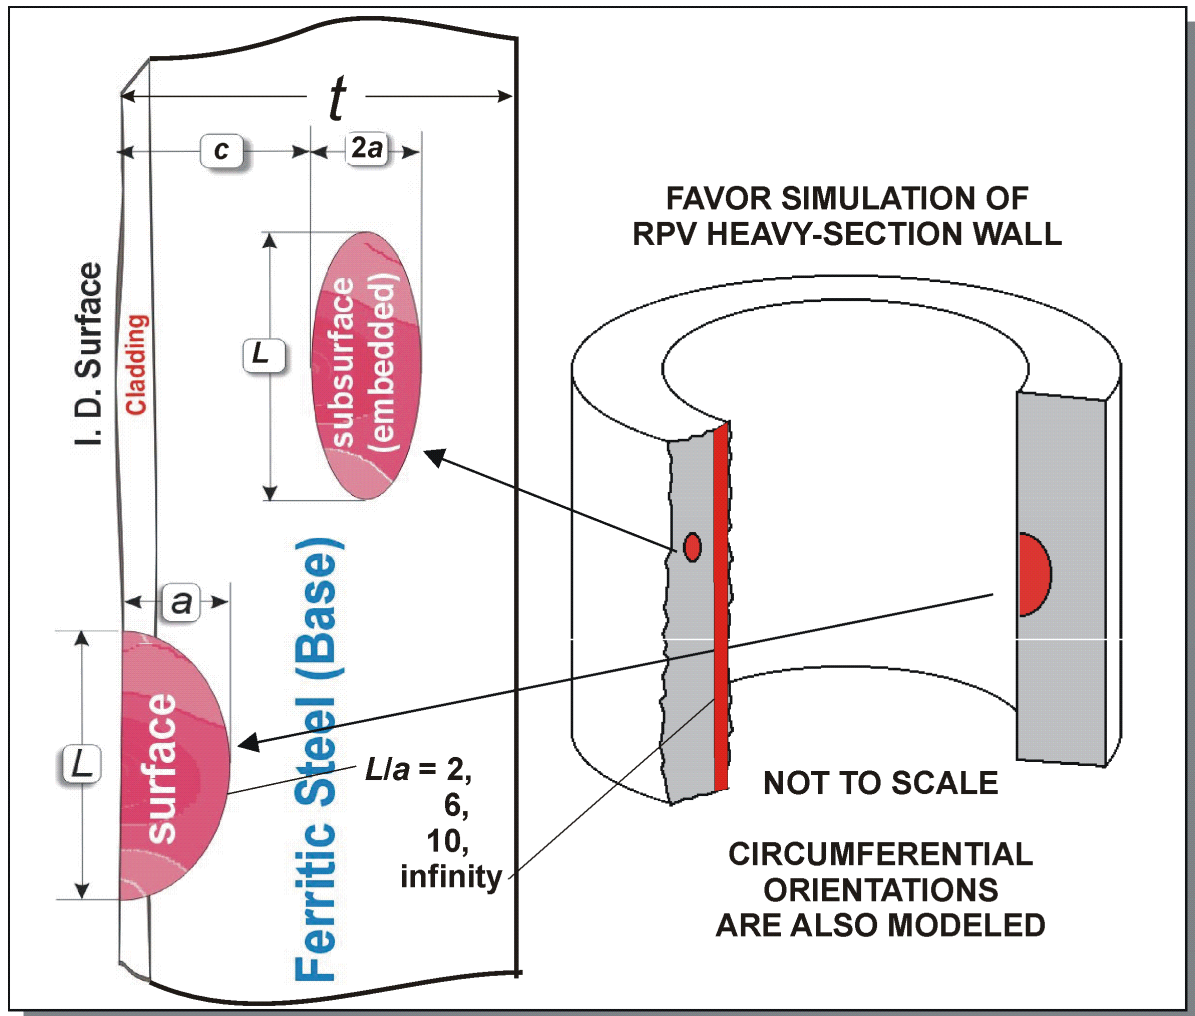 t
c
2a
I. D. Surface
Cladding
L
subsurface
(embedded)
a
L
surface
Ferritic Steel (Base)
L/a = 2,
6,
10,
infinity
FAVOR SIMULATION OF
RPV HEAVY-SECTION WALL
NOT TO SCALE
CIRCUMFERENTIAL
ORIENTATIONS
ARE ALSO MODELED